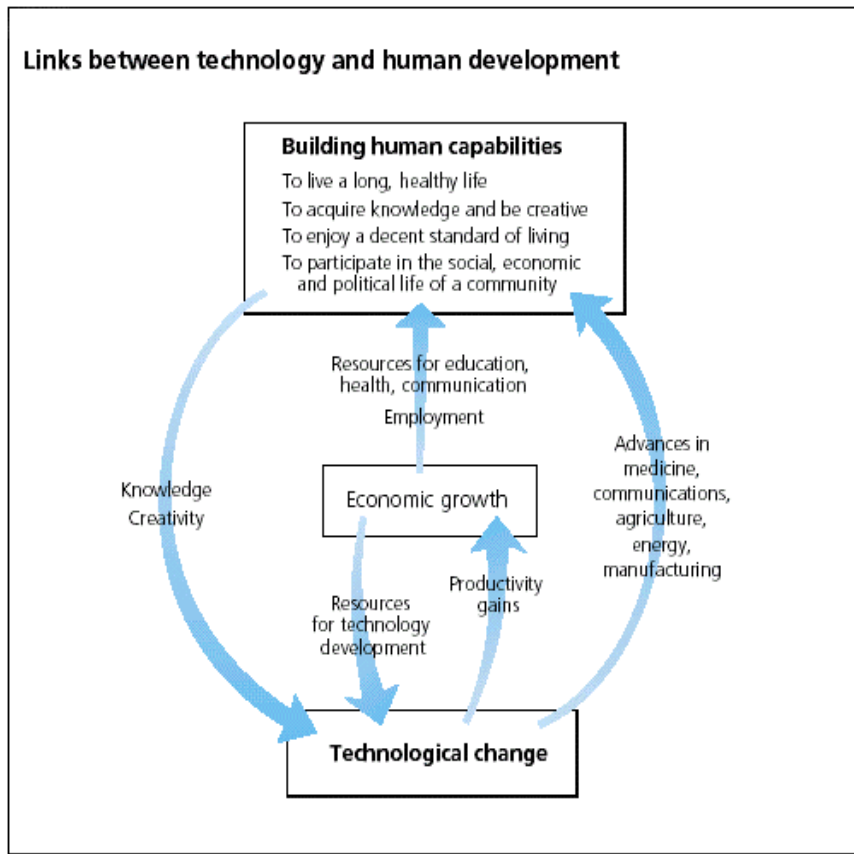 Links between technology and human development
Building human capabilities
To live a long, healthy life
To acquire knowledge and be creative
To enjoy a decent standard of living
To participate in the social, economic
and political life of a community
Resources for education,
health, communication
Employment
Advances in
medicine,
communications,
agriculture,
energy,
manufacturing
Knowledge
Creativity
Economic growth
Productivity
gains
Resources
for technology
development
Technological change